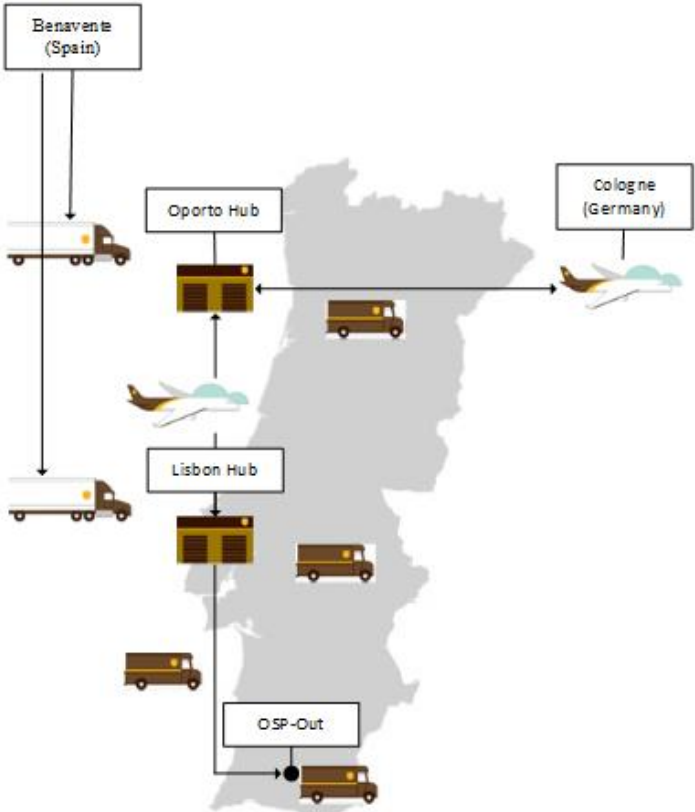 Benavente
(Spain)
Oporto Hub
Cologne
(Germany)
Lisbon Hub
OSP-Out